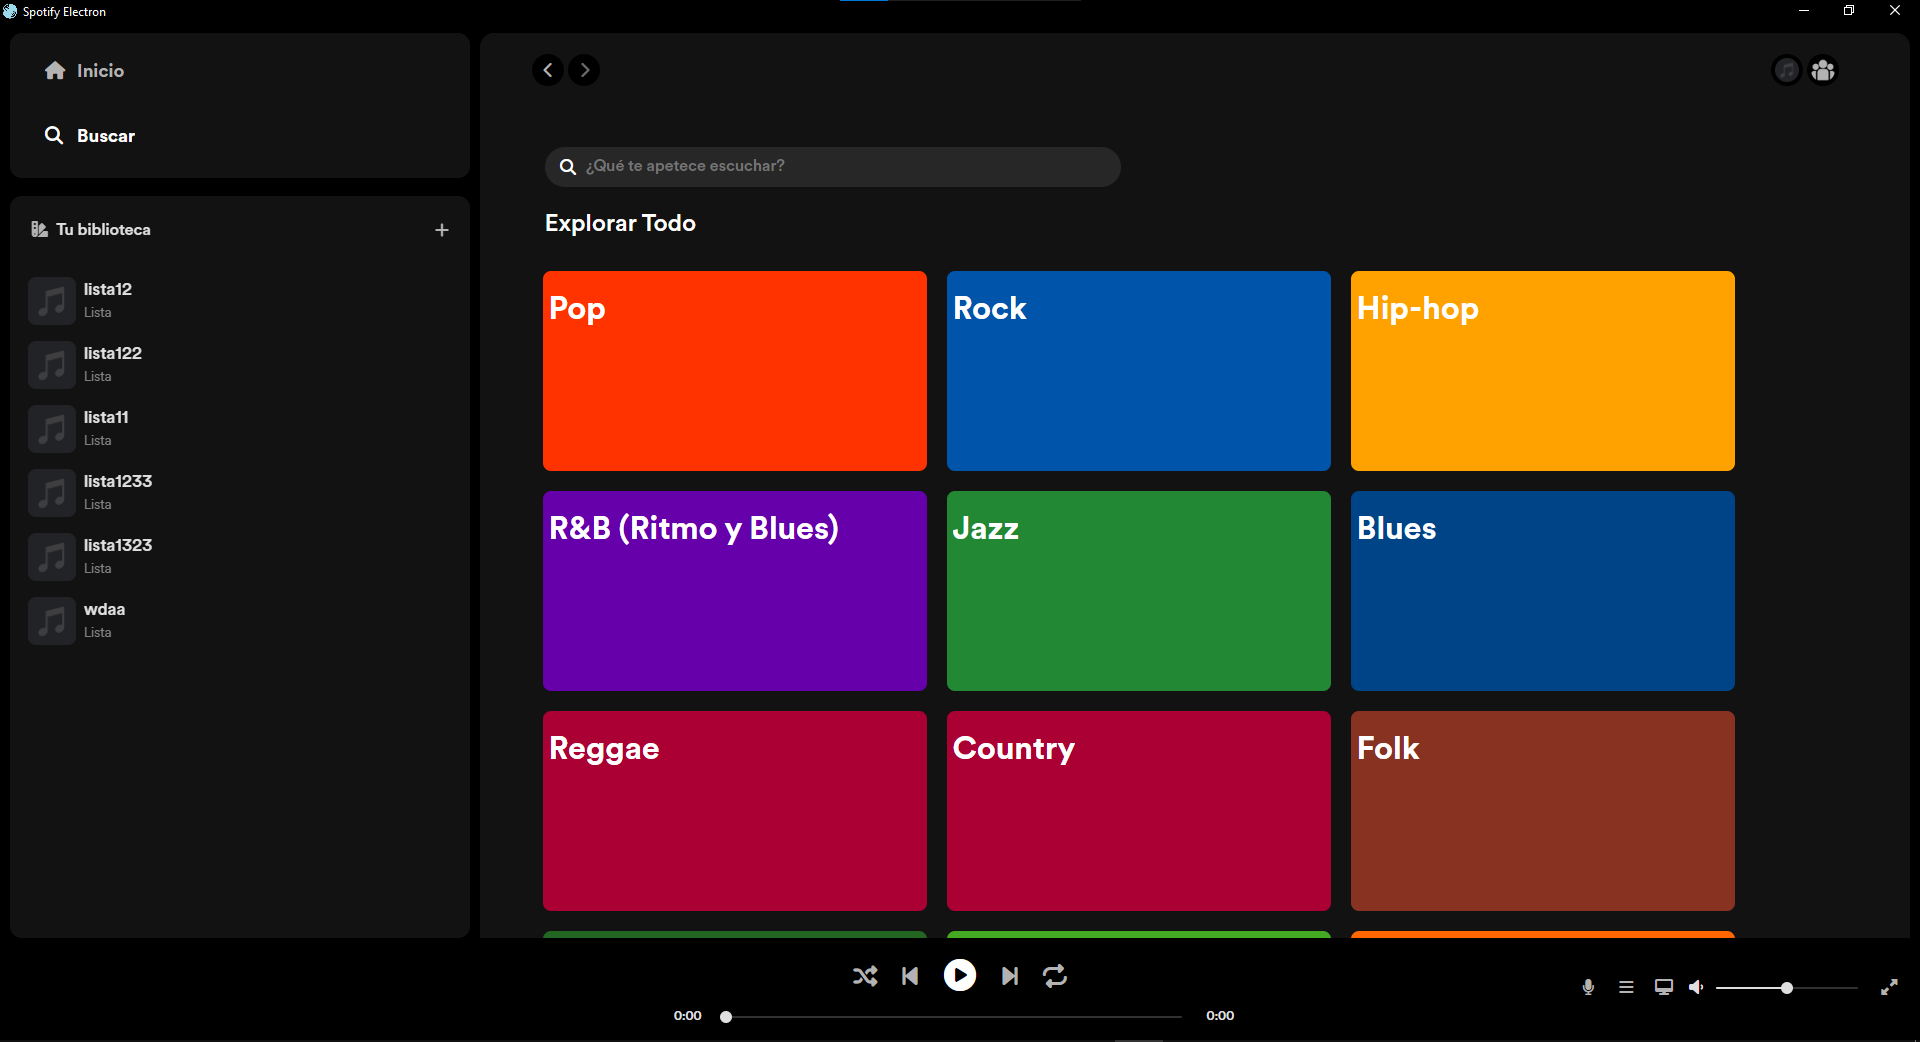 Spotify Electron
Inicio
Buscar
Tu biblioteca
lista12
Lista
lista122
Lista
lista11
Lista
lista1233
Lista
lista1323
Lista
wdaa
Lista
¿Qué te apetece escuchar?
Explorar Todo
Pop
Rock
Hip-hop
R&B (Ritmo y Blues)
Jazz
Blues
Reggae
Country
Folk
0:00
0:00